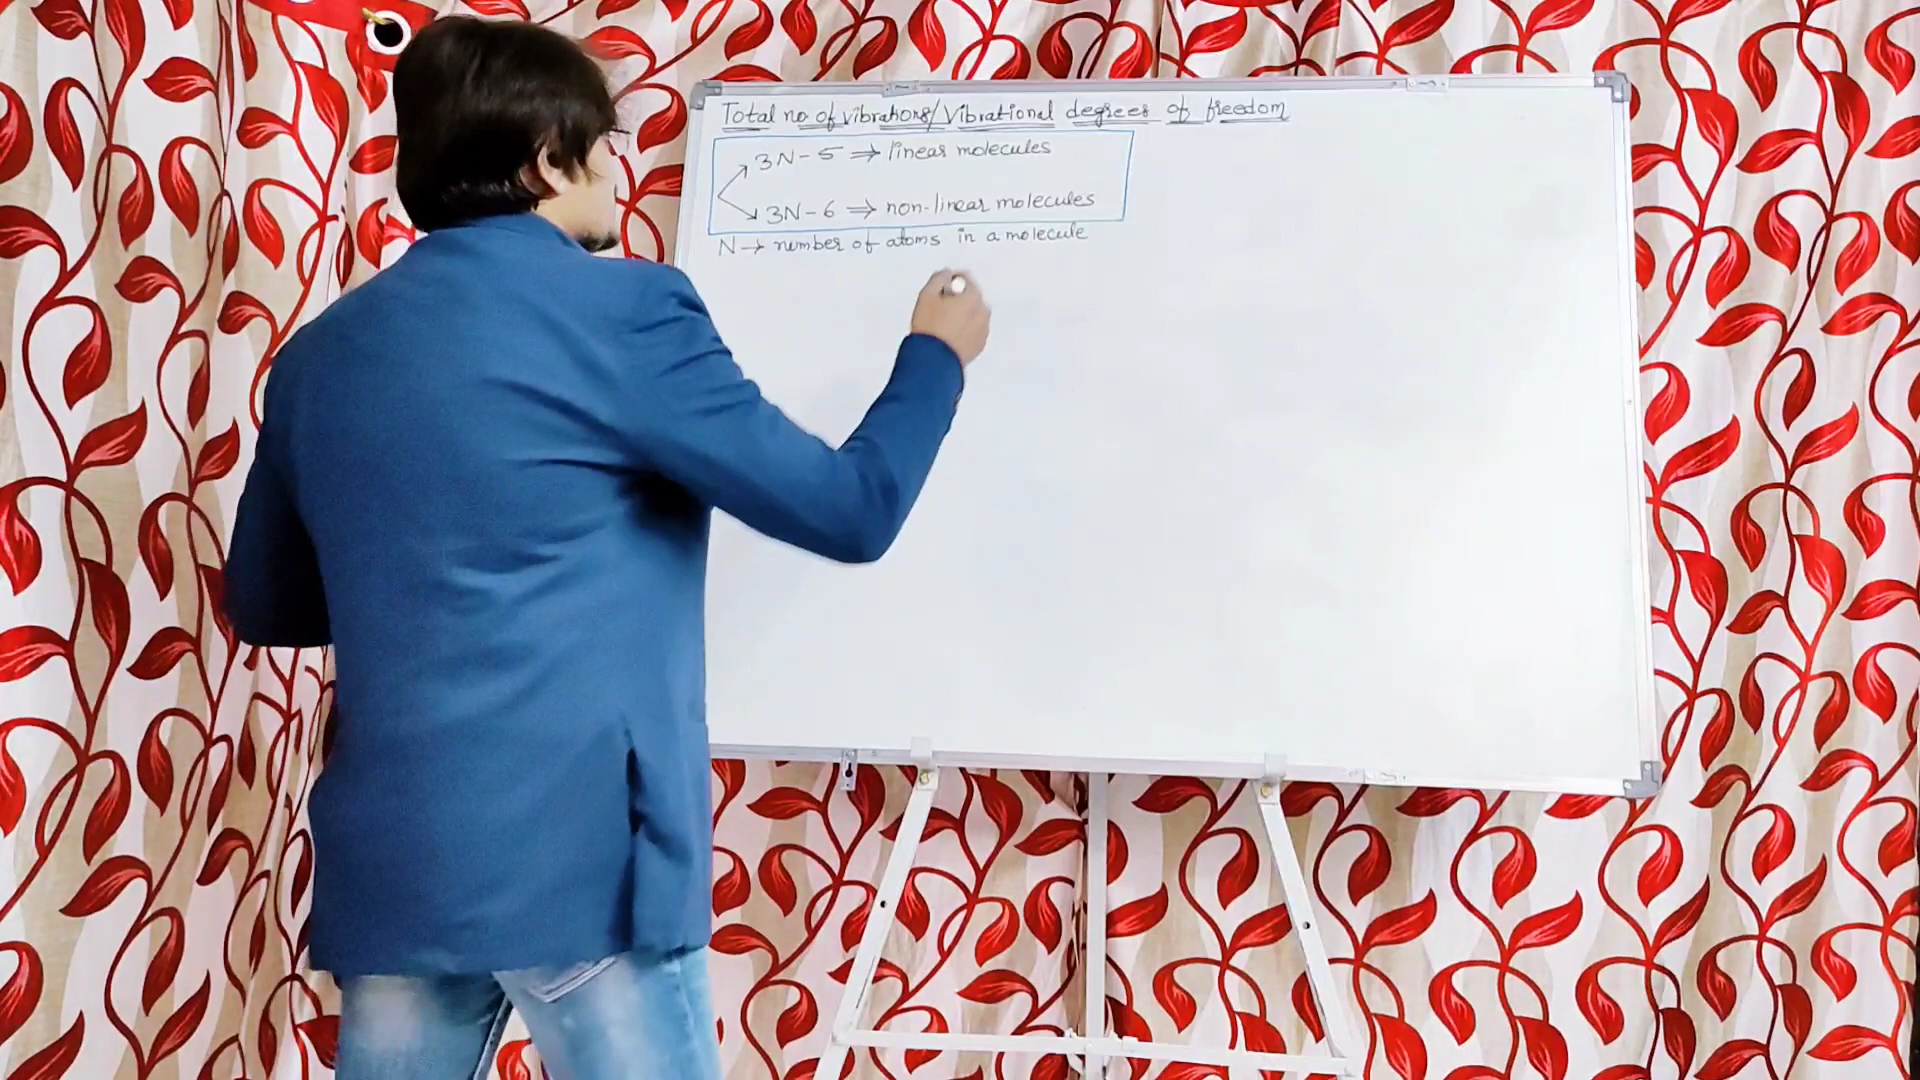 Total no of vibrations/Vibrational degrees of freedom
3N-5 ⇒ linear molecules
3N-6 ⇒ non-linear molecules
N → number of atoms in a molecule